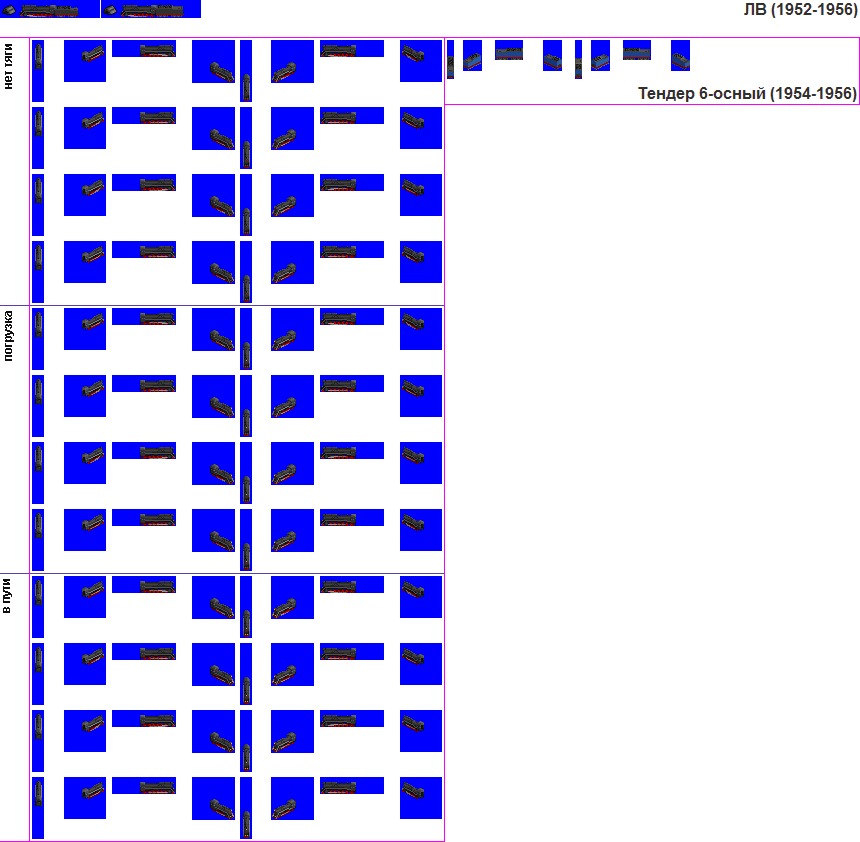 ЛВ (1952-1956)
нет тяги
Тендер 6-осный (1954-1956)
погрузка
в пути